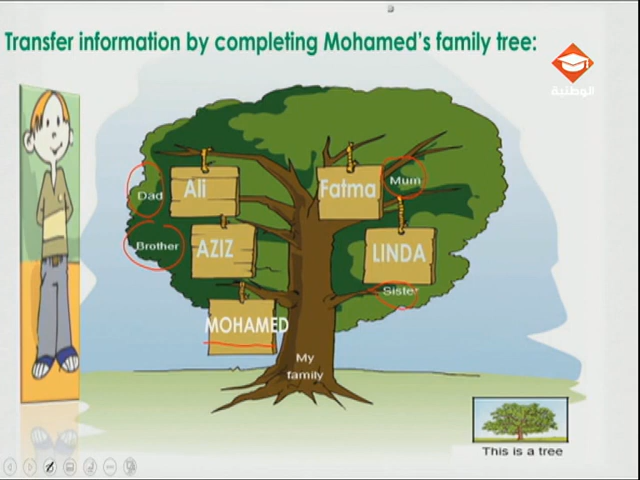 Transfer information by completing Mohamed's family tree:
الوطنية
Dad
Ali
Fatma
Mum
Brother
AZIZ
LINDA
Sister
MOHAMED
My
family
This is a tree